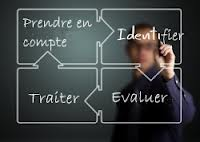 Prendre en
compte
Identifier
Traiter
Evaluer